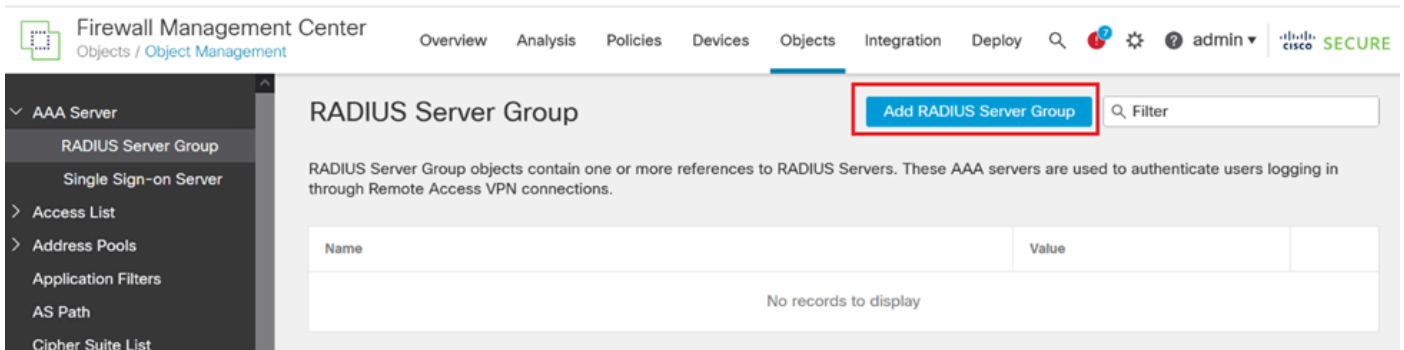 Firewall Management Center
Objects / Object Management
Overview Analysis Policies Devices Objects Integration Deploy 7 admin cisco SECURE
AAA Server
RADIUS Server Group
Single Sign-on Server
Access List
Address Pools
Application Filters
AS Path
Cipher Suite List
RADIUS Server Group
Add RADIUS Server Group
Filter
RADIUS Server Group objects contain one or more references to RADIUS Servers. These AAA servers are used to authenticate users logging in
through Remote Access VPN connections.
Name Value
No records to display